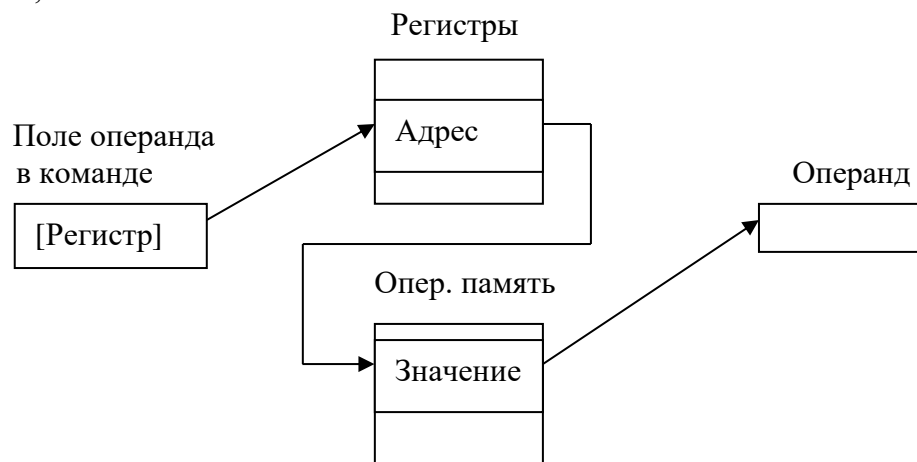 Регистры
Адрес
Поле операнда
в команде
[Регистр]
Операнд
Опер. память
Значение